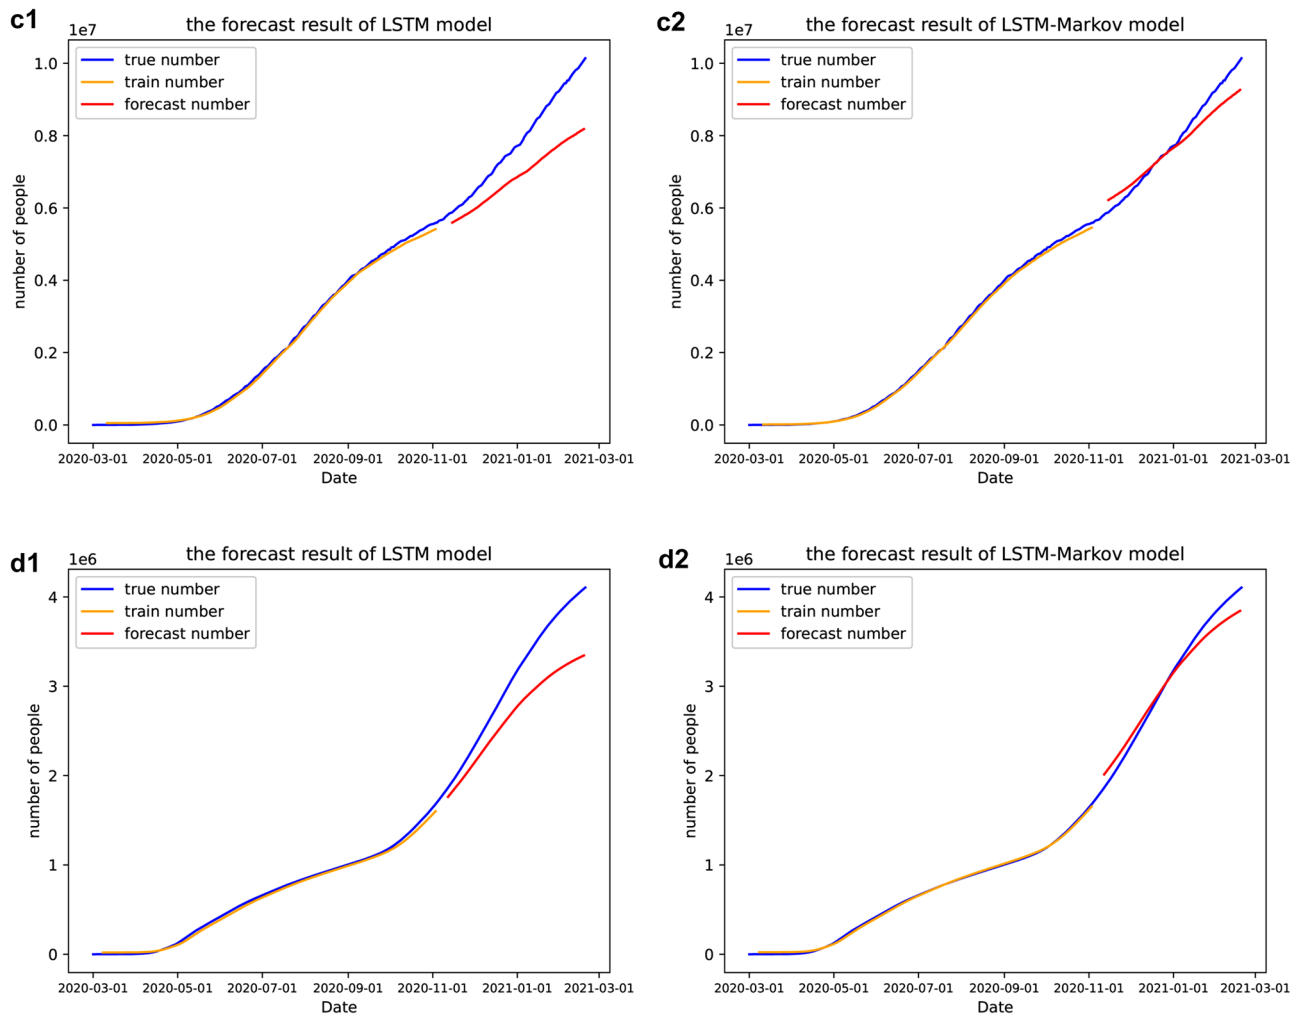 c1
the forecast result of LSTM model
1e7
true number
train number
forecast number
1.0
0.8
0.6
0.4
0.2
0.0
number of people
2020-03-01 2020-05-01 2020-07-01 2020-09-01 2020-11-01 2021-01-01 2021-03-01
Date
c2
the forecast result of LSTM-Markov model
1e7
true number
train number
forecast number
1.0
0.8
0.6
0.4
0.2
0.0
number of people
2020-03-01 2020-05-01 2020-07-01 2020-09-01 2020-11-01 2021-01-01 2021-03-01
Date
d1
the forecast result of LSTM model
1e6
true number
train number
forecast number
4
3
2
1
0
number of people
2020-03-01 2020-05-01 2020-07-01 2020-09-01 2020-11-01 2021-01-01 2021-03-01
Date
d2
the forecast result of LSTM-Markov model
1e6
true number
train number
forecast number
4
3
2
1
0
number of people
2020-03-01 2020-05-01 2020-07-01 2020-09-01 2020-11-01 2021-01-01 2021-03-01
Date